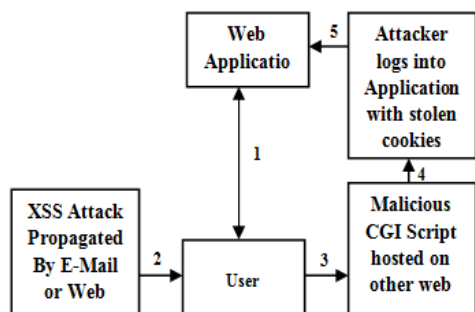 Web
Applicatio
5
Attacker
logs into
Application
with stolen
cookies
1
4
XSS Attack
Propagated
By E-Mail
or Web
2
User
3
Malicious
CGI Script
hosted on
other web